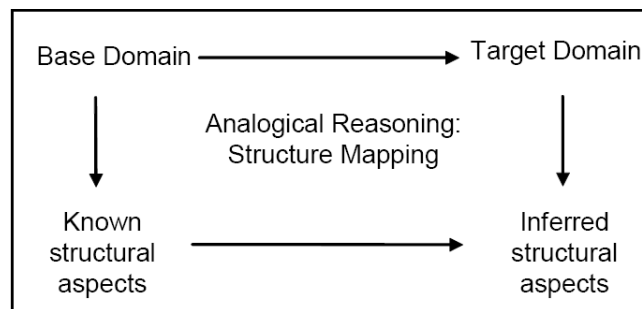 Base Domain
Target Domain
Analogical Reasoning:
Structure Mapping
Known
structural
aspects
Inferred
structural
aspects